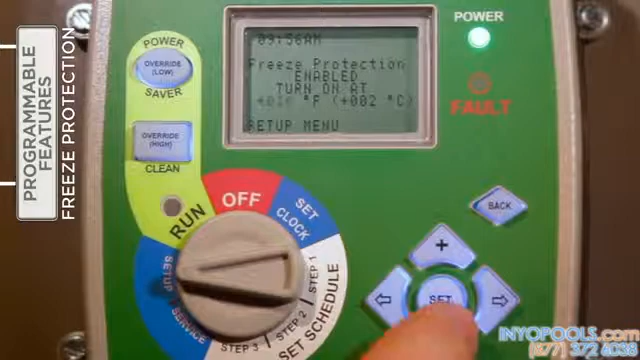 PROGRAMMABLE
FEATURES
FREEZE PROTECTION
POWER
OVERRIDE
(LOW)
SAVER
OVERRIDE
(HIGH)
CLEAN
09:56AM
Freeze Protection
ENABLED
TURN ON AT
°F (+002 °C)
SETUP MENU
POWER
FAULT
RUN
OFF
SET
CLOCK
STEP 1
STEP 2
STEP 3
SET SCHEDULE
SERVICE
SETUP
BACK
+
SET
INYOPOOLS.com
(877) 372 6038